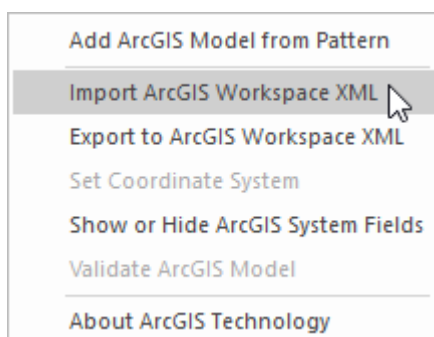 Add ArcGIS Model from Pattern
Import ArcGIS Workspace XML
Export to ArcGIS Workspace XML
Set Coordinate System
Show or Hide ArcGIS System Fields
Validate ArcGIS Model
About ArcGIS Technology